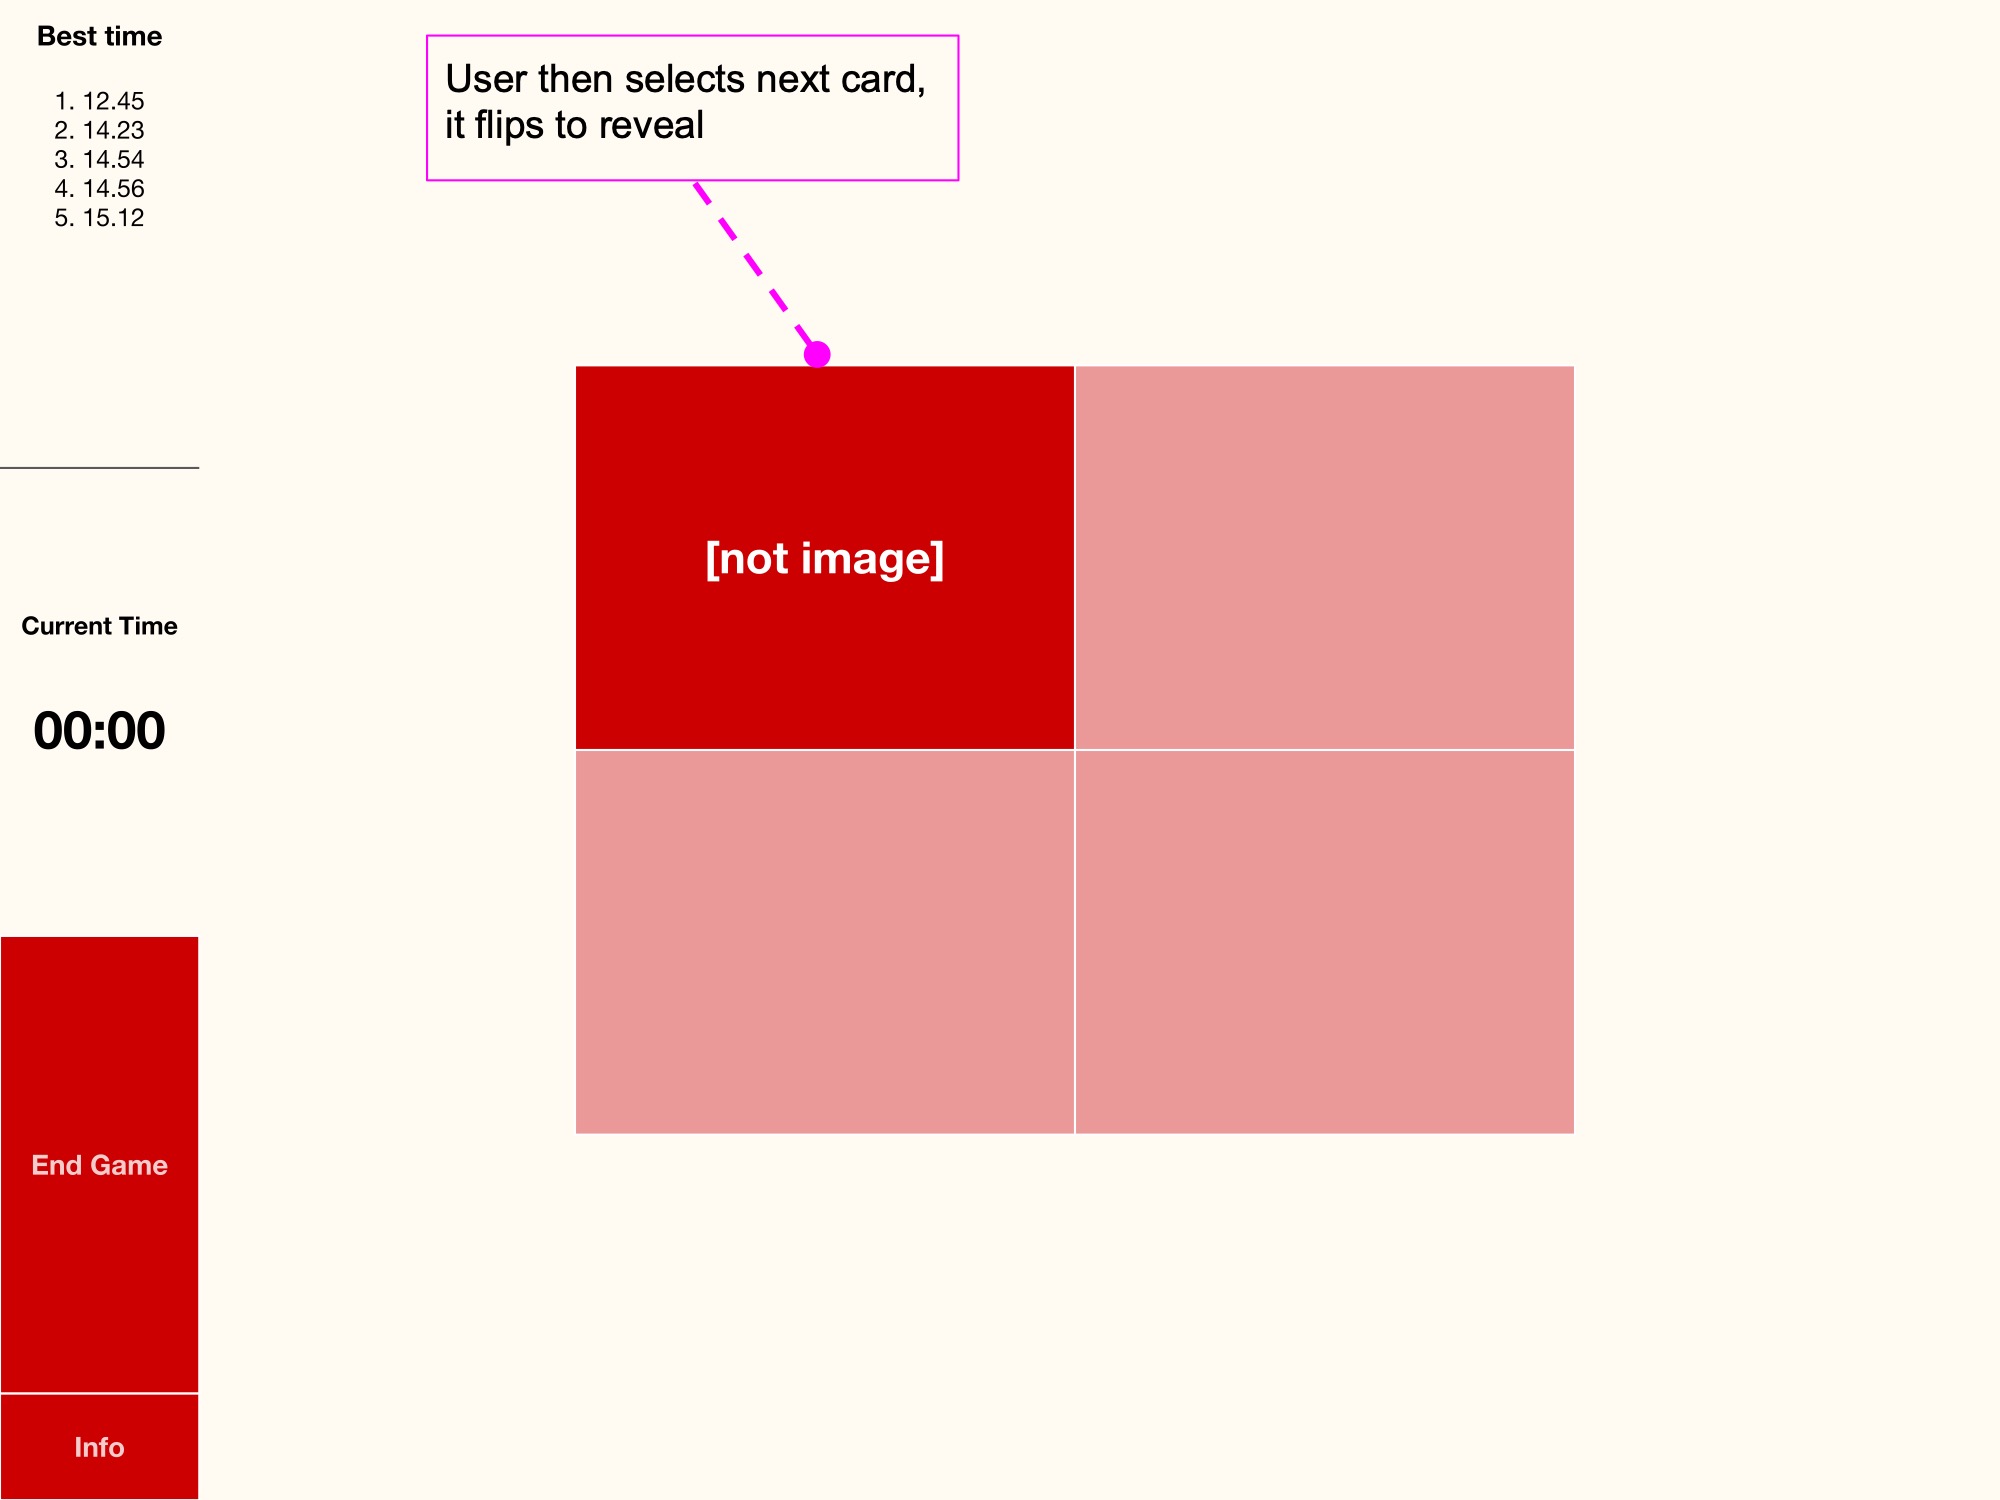 Best time
1. 12.45
2. 14.23
3. 14.54
4. 14.56
5. 15.12
User then selects next card,
it flips to reveal
[not image]
Current Time
00:00
End Game
Info